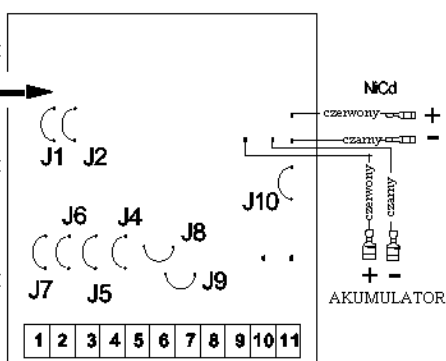 NiCd
czerwony +
czarny -
J1 J2
J10
czerwony czarny
J6 J4 J8
J7 J5 J9
+ -
AKUMULATOR
1 2 3 4 5 6 7 8 9 10 11